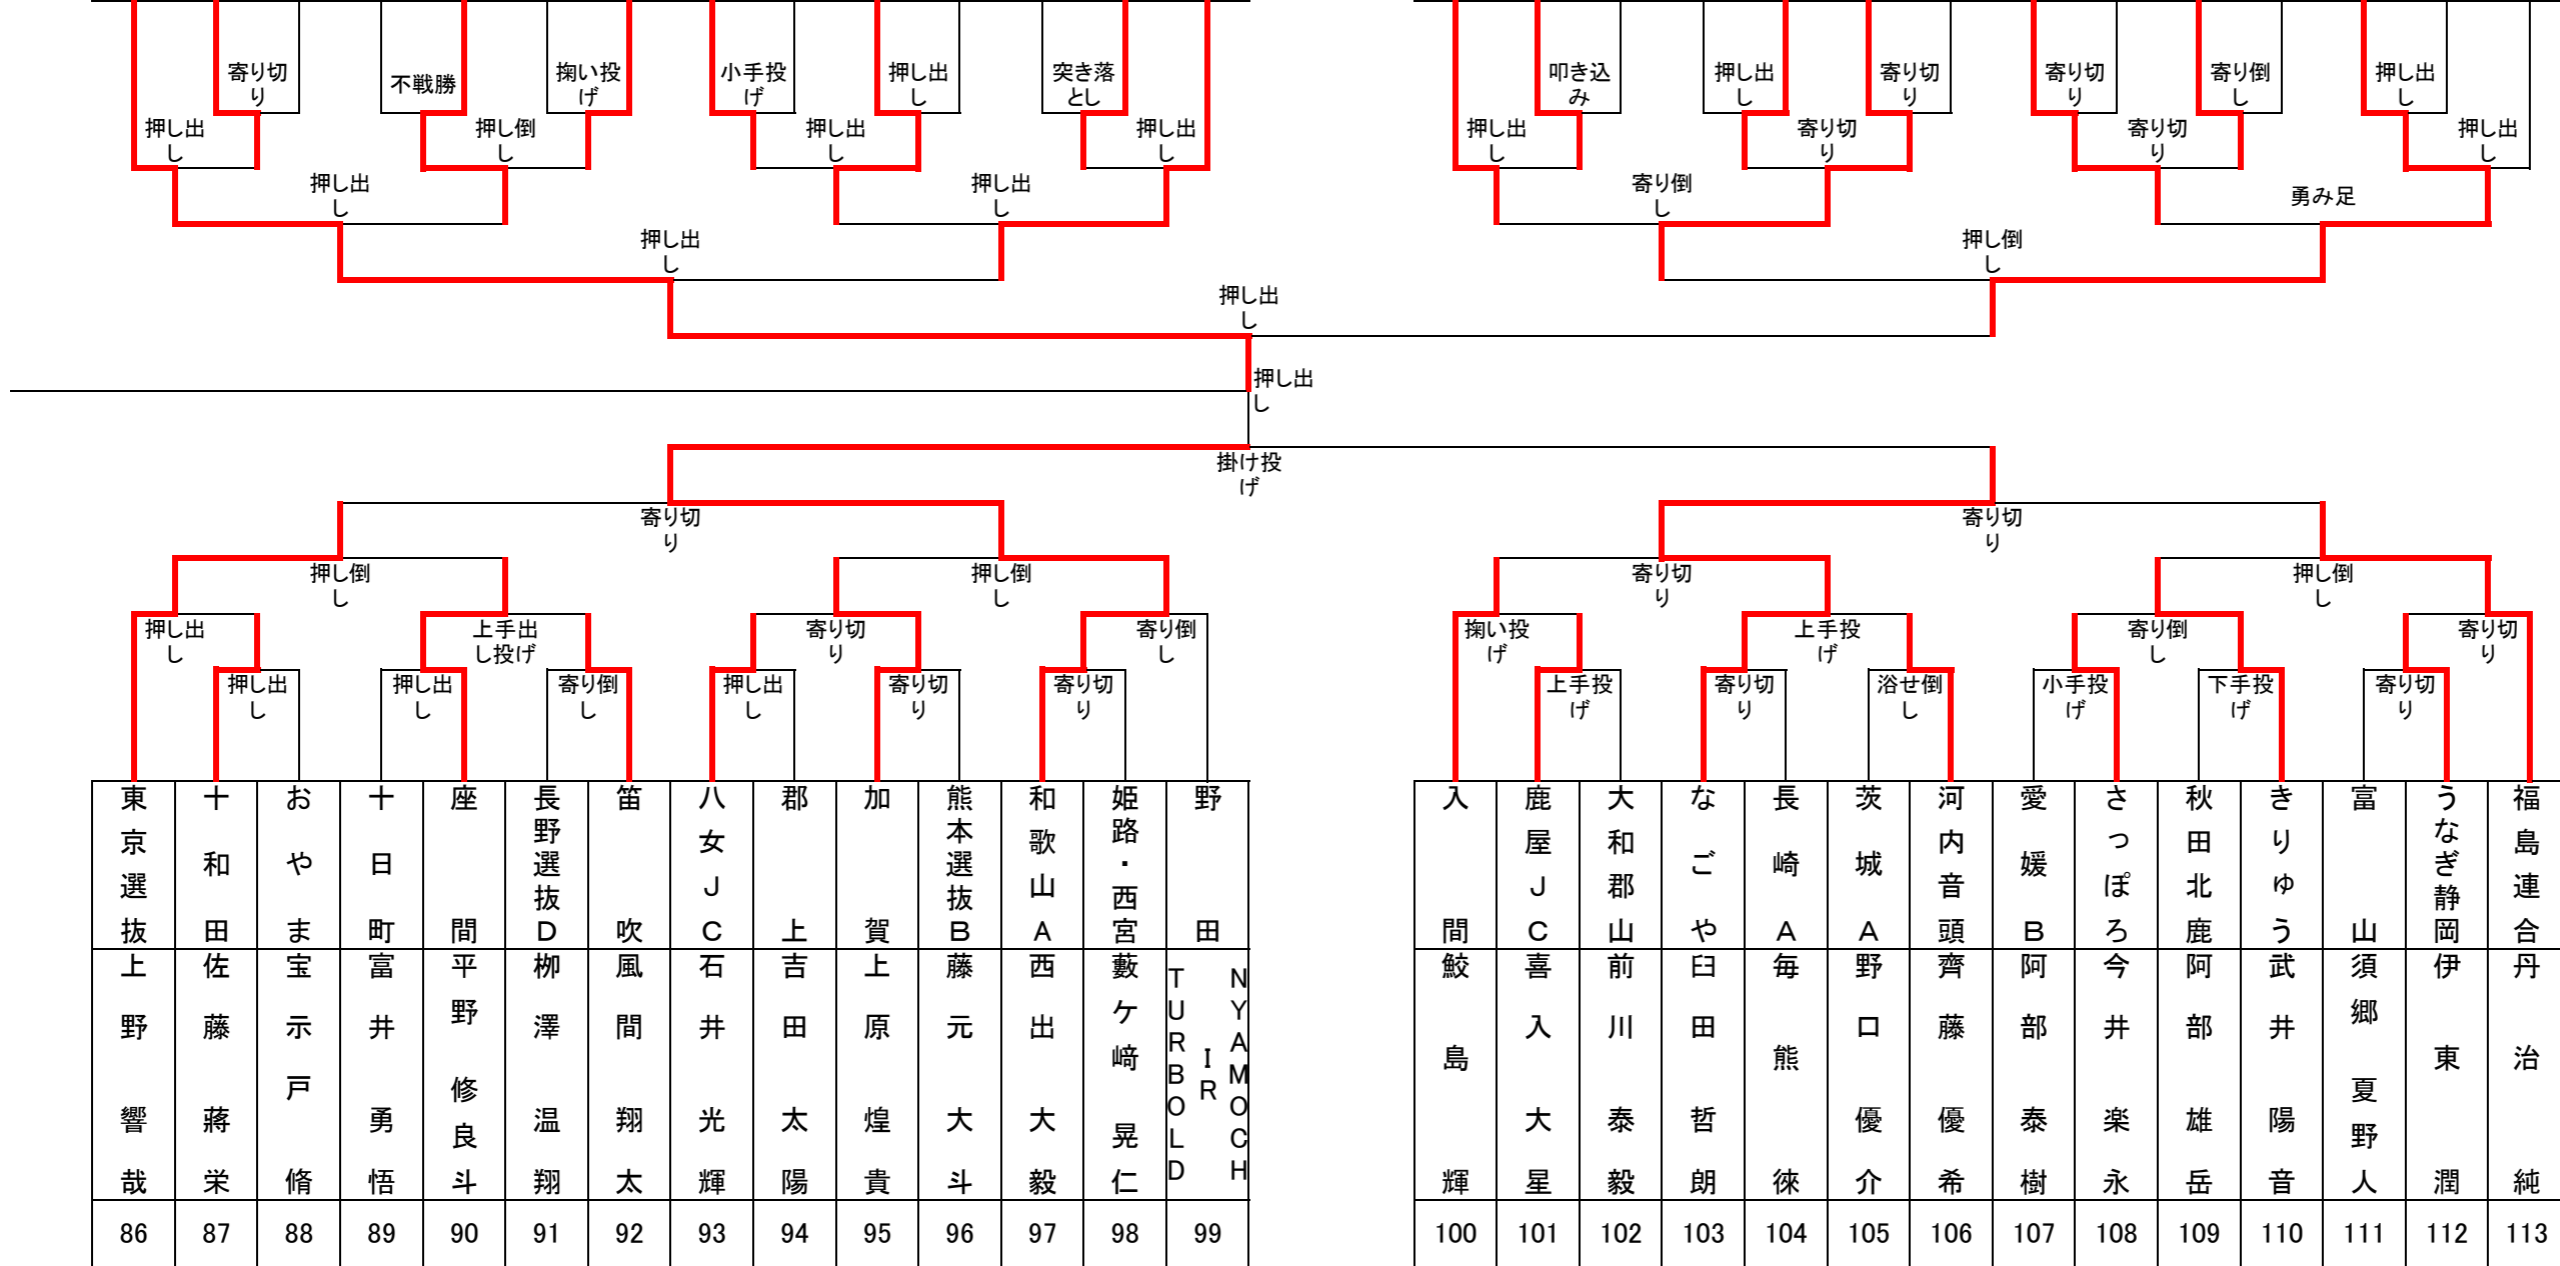 寄り切り
不戦勝
掬い投げ
小手投げ
押し出し
突き落とし
叩き込み
押し出し
寄り切り
寄り切り
寄り倒し
押し出し
押し出し
押し倒し
押し出し
押し出し
押し出し
寄り切り
寄り切り
押し出し
押し出し
押し出し
寄り倒し
勇み足
押し出し
押し倒し
押し出し
押し出し
掛け投げ
寄り切り
寄り切り
押し倒し
押し倒し
寄り切り
押し倒し
押し出し
上手出し投げ
寄り切り
寄り倒し
掬い投げ
上手投げ
寄り倒し
寄り切り
押し出し
押し出し
寄り倒し
押し出し
寄り切り
寄り切り
上手投げ
寄り切り
浴せ倒し
小手投げ
下手投げ
寄り切り
東京選抜
十和田
おやま
十日町
座間
長野選抜D
笛吹
八女JC
郡上
加賀
熊本選抜B
和歌山A
姫路・西宮
野田
入間
鹿屋JC
大和郡山
なごや
長崎A
茨城A
河内音頭
愛媛B
さっぽろ
秋田北鹿
きりゅう
富山
うなぎ静岡
福島連合
上野響哉
佐藤蔣栄
宝示戸脩
富井勇悟
平野修良斗
栁澤温翔
風間翔太
石井光輝
吉田太陽
上原煌貴
藤元大斗
西出大毅
藪ケ﨑晃仁
NYAMOCHIR TURBOLD
鮫島輝
喜入大星
前川泰毅
臼田哲朗
毎熊徠
野口優介
齊藤優希
阿部泰樹
今井楽永
阿部雄岳
武井陽音
須郷夏野人
伊東潤
丹治純
86 87 88 89 90 91 92 93 94 95 96 97 98 99 100 101 102 103 104 105 106 107 108 109 110 111 112 113